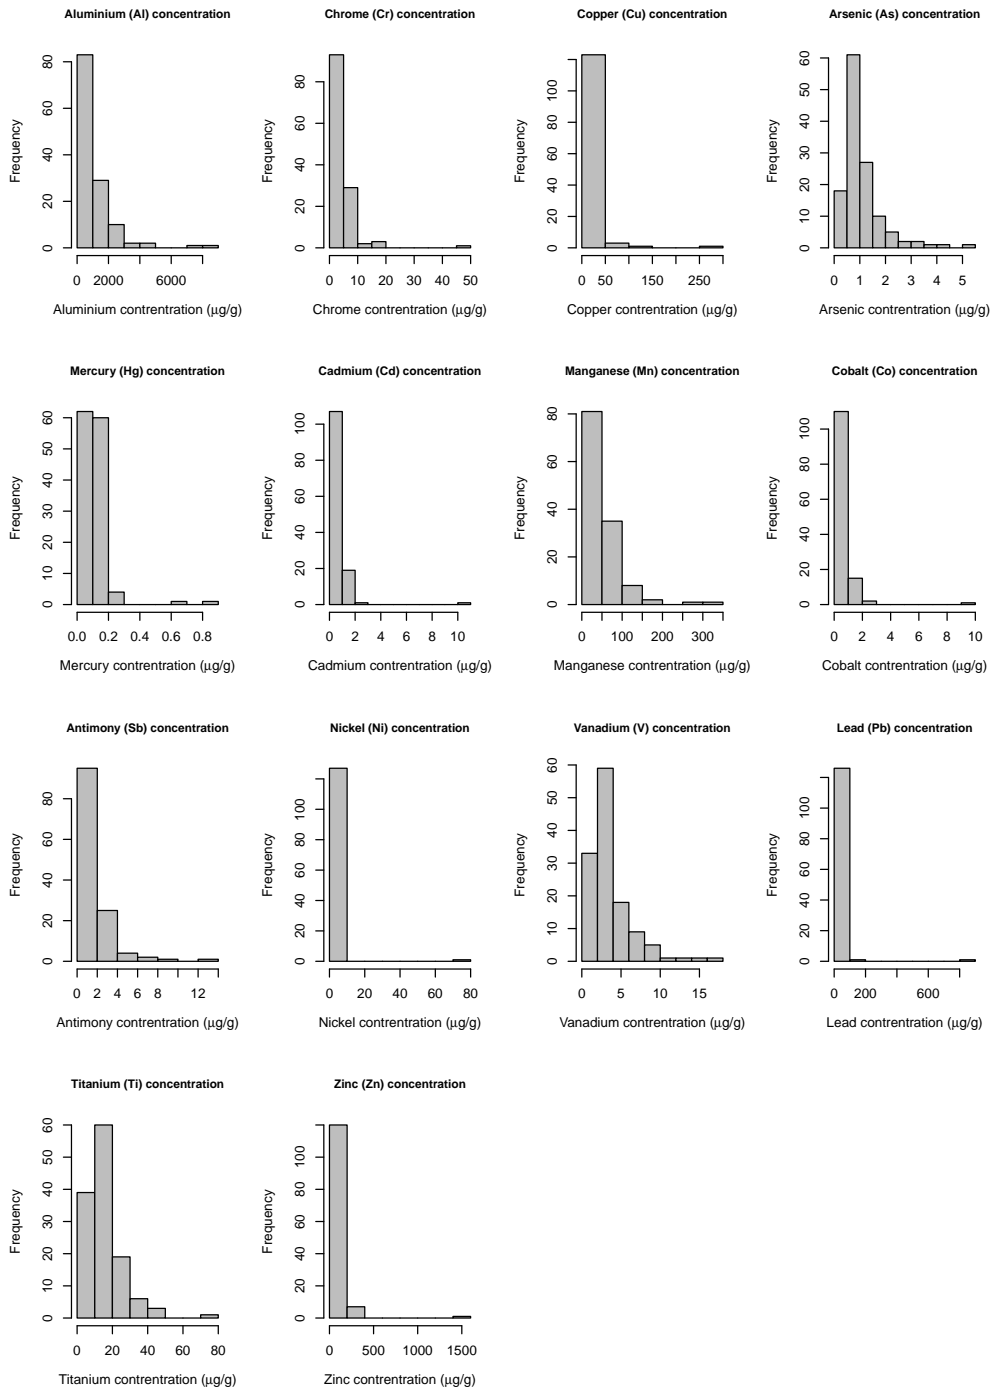 Aluminium (Al) concentration
Frequency
0 20 40 60 80
0 2000 6000
Aluminium contrentration (μg/g)
Chrome (Cr) concentration
Frequency
0 20 40 60 80
0 10 20 30 40 50
Chrome contrentration (μg/g)
Copper (Cu) concentration
Frequency
0 20 40 60 80 100
0 50 150 250
Copper contrentration (μg/g)
Arsenic (As) concentration
Frequency
0 10 20 30 40 50 60
0 1 2 3 4 5
Arsenic contrentration (μg/g)
Mercury (Hg) concentration
Frequency
0 10 20 30 40 50 60
0.0 0.2 0.4 0.6 0.8
Mercury contrentration (μg/g)
Cadmium (Cd) concentration
Frequency
0 20 40 60 80 100
0 2 4 6 8 10
Cadmium contrentration (μg/g)
Manganese (Mn) concentration
Frequency
0 20 40 60 80
0 100 200 300
Manganese contrentration (μg/g)
Cobalt (Co) concentration
Frequency
0 20 40 60 80 100
0 2 4 6 8 10
Cobalt contrentration (μg/g)
Antimony (Sb) concentration
Frequency
0 20 40 60 80
0 2 4 6 8 12
Antimony contrentration (μg/g)
Nickel (Ni) concentration
Frequency
0 20 40 60 80 100
0 20 40 60 80
Nickel contrentration (μg/g)
Vanadium (V) concentration
Frequency
0 10 20 30 40 50 60
0 5 10 15
Vanadium contrentration (μg/g)
Lead (Pb) concentration
Frequency
0 20 40 60 80 100
0 200 600
Lead contrentration (μg/g)
Titanium (Ti) concentration
Frequency
0 10 20 30 40 50 60
0 20 40 60 80
Titanium contrentration (μg/g)
Zinc (Zn) concentration
Frequency
0 20 40 60 80 100
0 500 1000 1500
Zinc contrentration (μg/g)